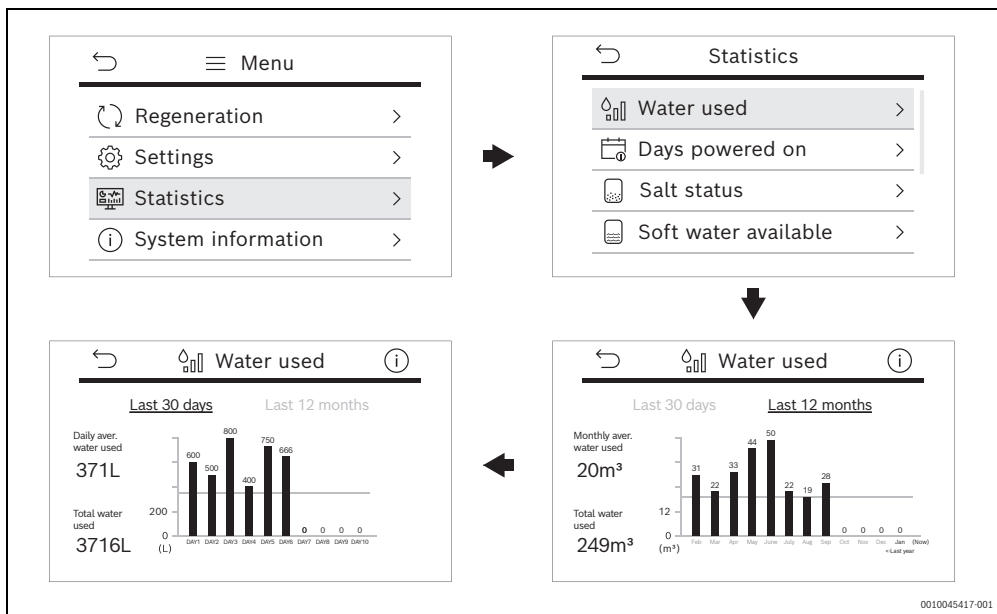 Menu
Regeneration
Settings
Statistics
System information
Statistics
Water used
Days powered on
Salt status
Soft water available
Water used
Last 30 days Last 12 months
Daily aver.
water used
371L
Total water
used
3716L
600 500 800 400 750 666 0 0 0 0
200
0
(L)
DAY1 DAY2 DAY3 DAY4 DAY5 DAY6 DAY7 DAY8 DAY9 DAY10
Water used
Last 30 days Last 12 months
Monthly aver.
water used
20m³
Total water
used
249m³
31 22 33 44 50 22 19 28 0 0 0 0
12
0
(m³)
Feb Mar Apr May June July Aug Sep Oct Nov Dec Jan (Now)
<-Last year
0010045417-001